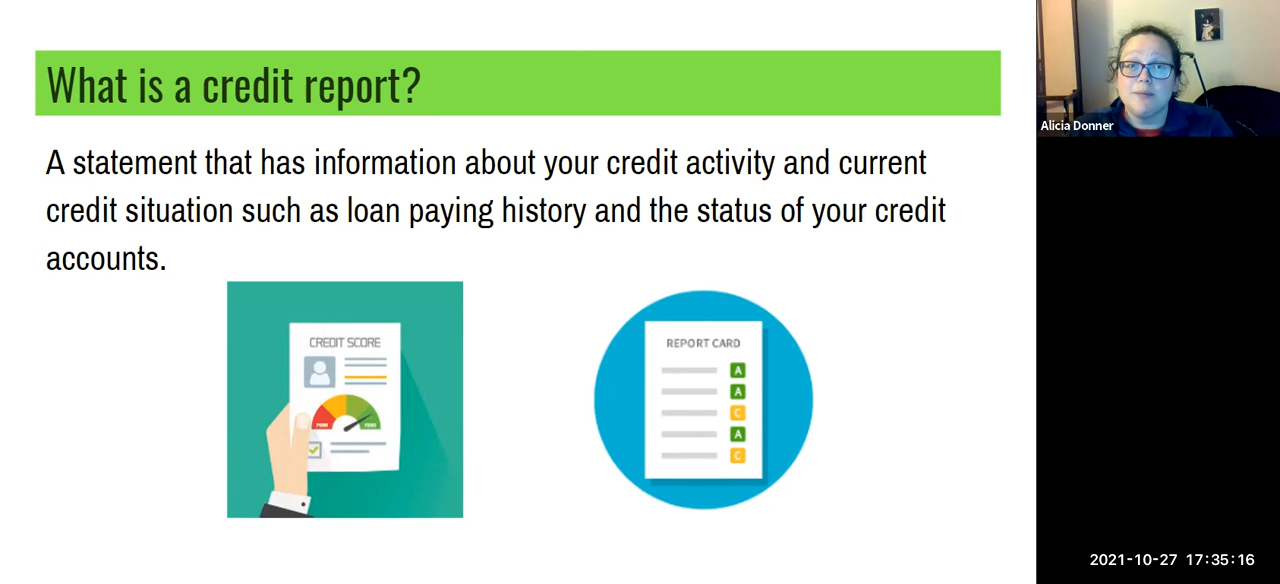 What is a credit report?
A statement that has information about your credit activity and current
credit situation such as loan paying history and the status of your credit
accounts.
CREDIT SCORE
REPORT CARD
A
A
C
A
C
Alicia Donner
2021-10-27 17:35:16